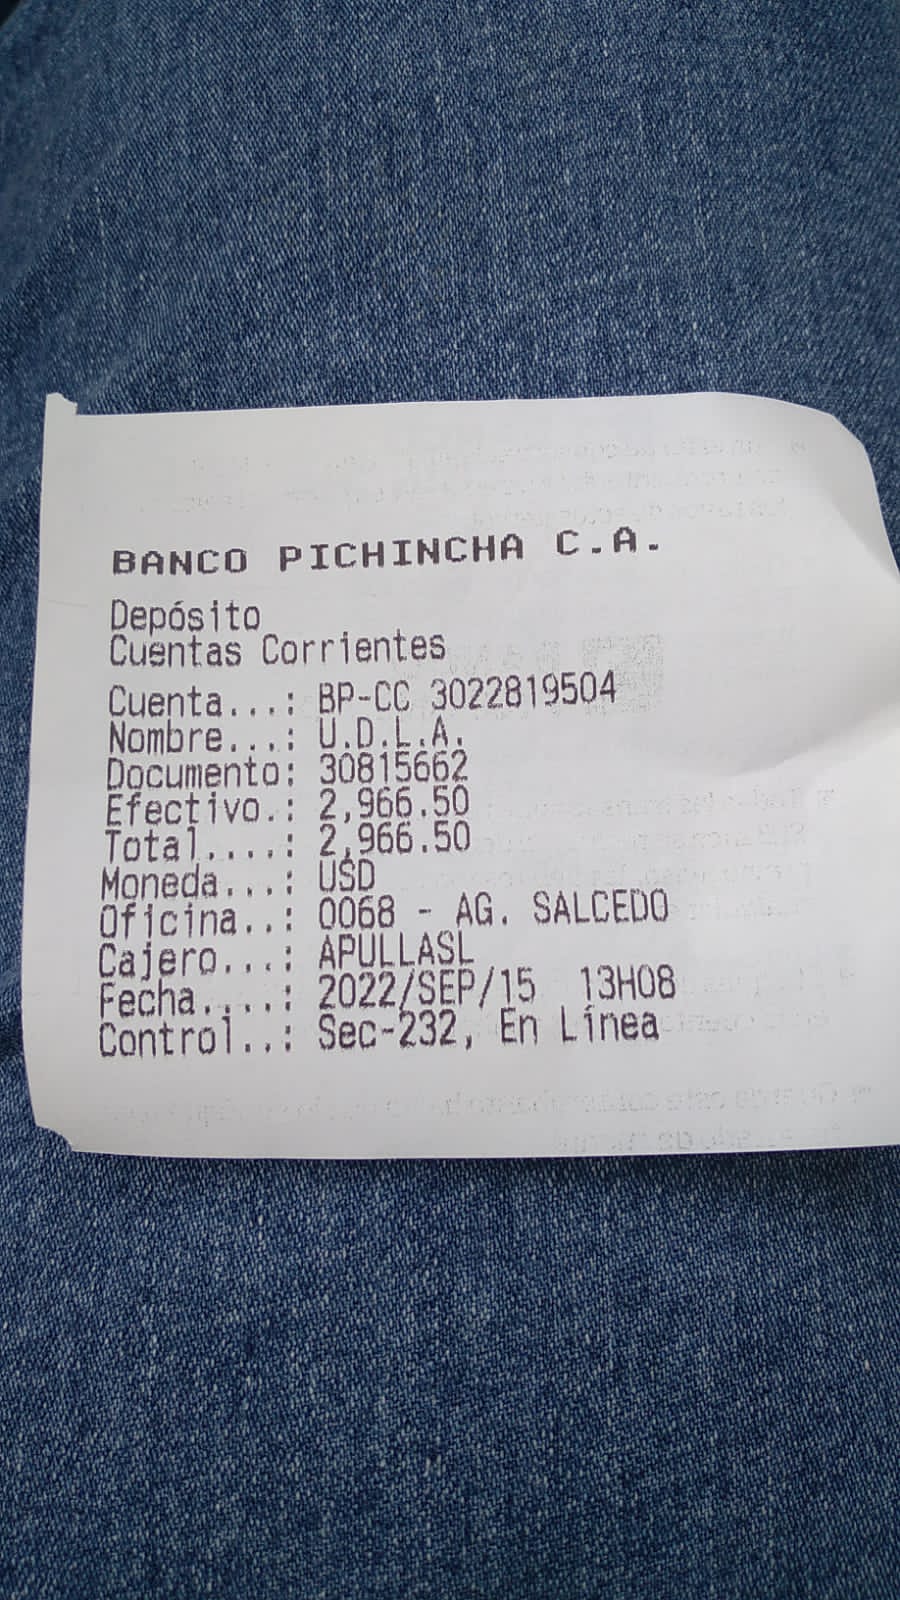 BANCO PICHINCHA C.A.
Depósito
Cuentas Corrientes
Cuenta...: BP-CC 3022819504
Nombre...: U.D.L.A.
Documento: 30815662
Efectivo.: 2,966.50
Total....: 2,966.50
Moneda...: USD
Oficina..: 0068 - AG. SALCEDO
Cajero...: APULLASL
Fecha....: 2022/SEP/15 13H08
Control..: Sec-232, En Línea